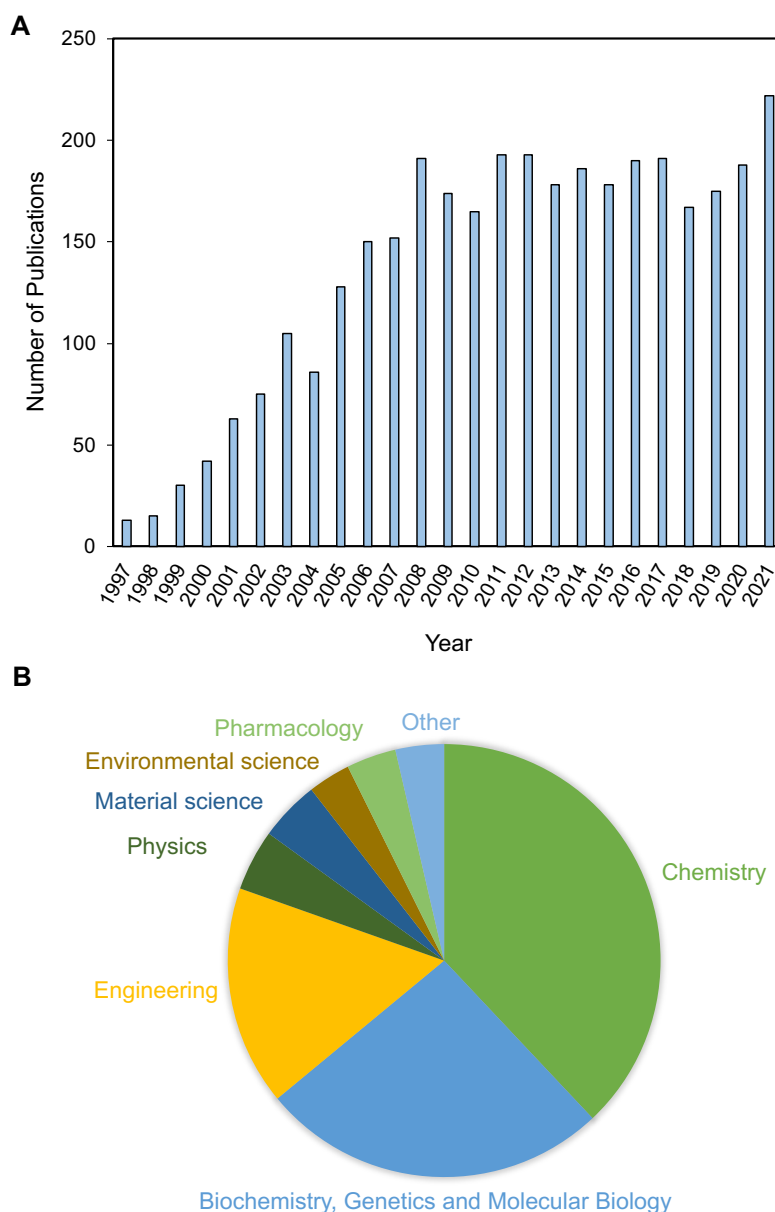 A
250
200
150
100
50
0
Number of Publications
1997
1998
1999
2000
2001
2002
2003
2004
2005
2006
2007
2008
2009
2010
2011
2012
2013
2014
2015
2016
2017
2018
2019
2020
2021
Year
B
Other
Pharmacology
Environmental science
Material science
Physics
Chemistry
Engineering
Biochemistry, Genetics and Molecular Biology